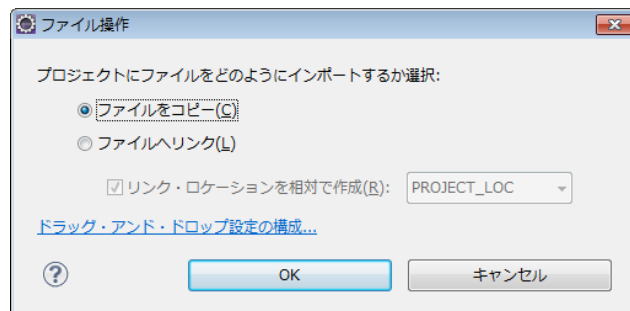 ファイル操作
プロジェクトにファイルをどのようにインポートするか選択:
ファイルをコピー(C)
ファイルへリンク(L)
リンク・ロケーションを相対で作成(R): PROJECT_LOC
ドラッグ・アンド・ドロップ設定の構成...
? OK キャンセル